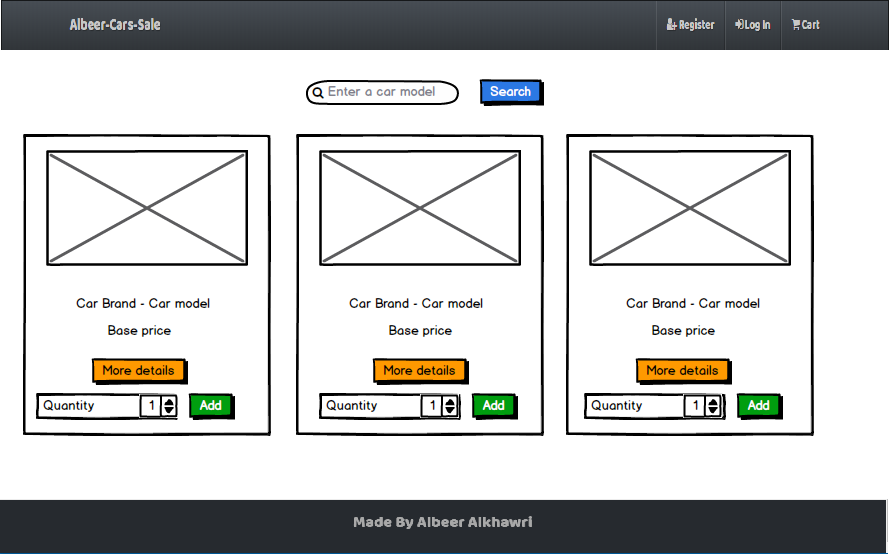 Albeer-Cars-Sale Register Log In Cart
Enter a car model Search
Car Brand - Car model Car Brand - Car model Car Brand - Car model
Base price Base price Base price
More details More details More details
Quantity 1 Add Quantity 1 Add Quantity 1 Add
Made By Albeer Alkhawri